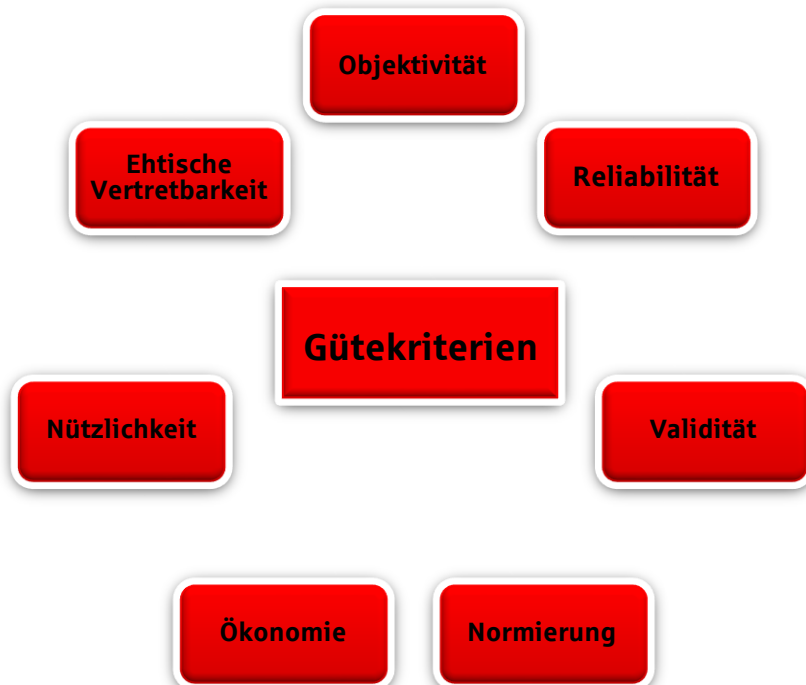 Objektivität
Ehtische
Vertretbarkeit
Reliabilität
Gütekriterien
Nützlichkeit
Validität
Ökonomie
Normierung